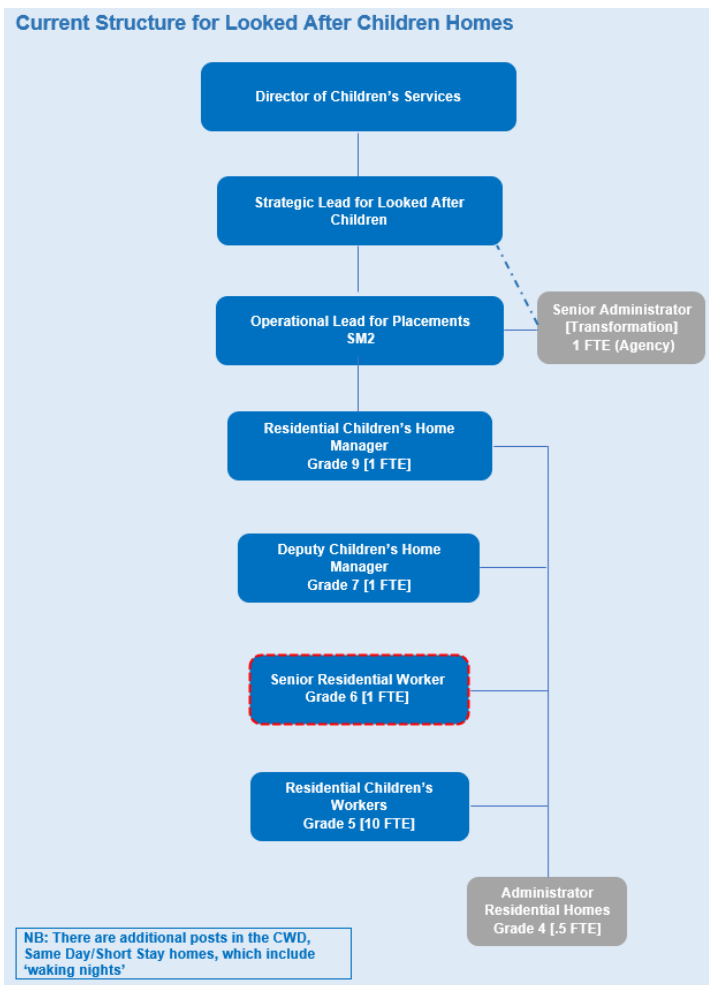 Current Structure for Looked After Children Homes
Director of Children’s Services
Strategic Lead for Looked After
Children
Operational Lead for Placements
SM2
Senior Administrator
[Transformation]
1 FTE (Agency)
Residential Children’s Home
Manager
Grade 9 [1 FTE]
Deputy Children’s Home
Manager
Grade 7 [1 FTE]
Senior Residential Worker
Grade 6 [1 FTE]
Residential Children’s
Workers
Grade 5 [10 FTE]
Administrator
Residential Homes
Grade 4 [.5 FTE]
NB: There are additional posts in the CWD,
Same Day/Short Stay homes, which include
‘waking nights’